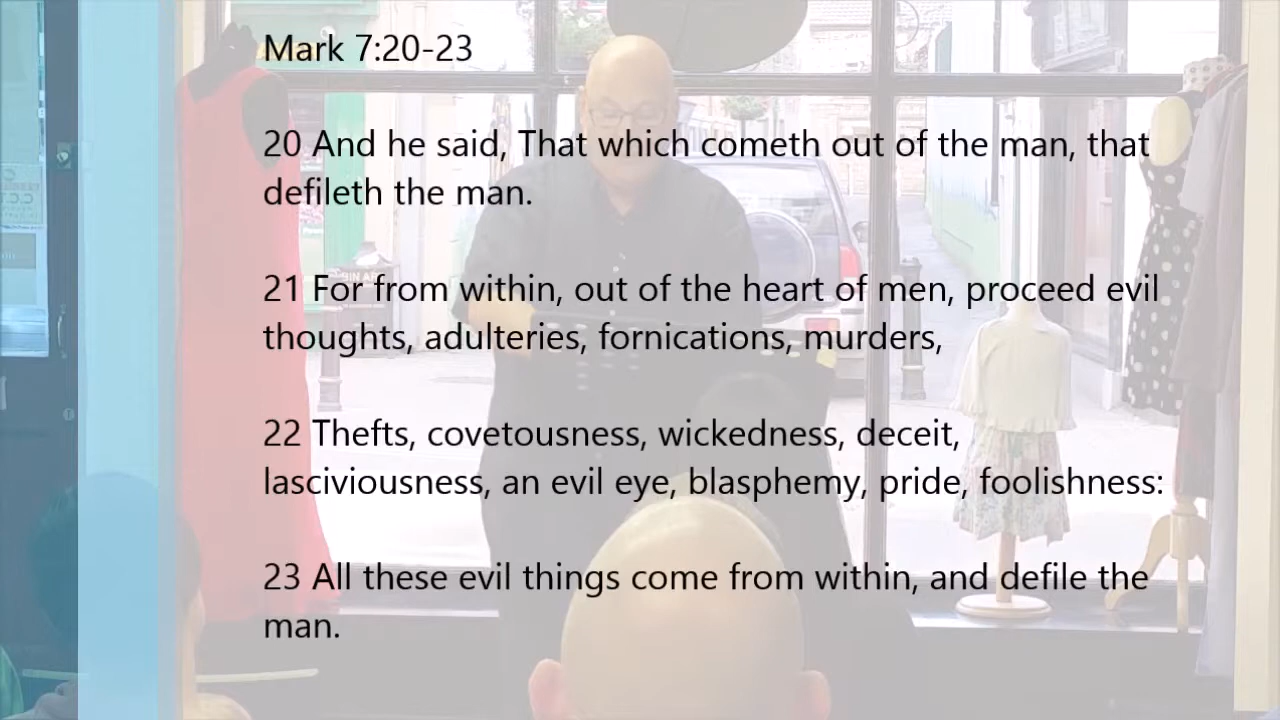 Mark 7:20-23
20 And he said, That which cometh out of the man, that
defileth the man.
21 For from within, out of the heart of men, proceed evil
thoughts, adulteries, fornications, murders,
22 Thefts, covetousness, wickedness, deceit,
lasciviousness, an evil eye, blasphemy, pride, foolishness:
23 All these evil things come from within, and defile the
man.